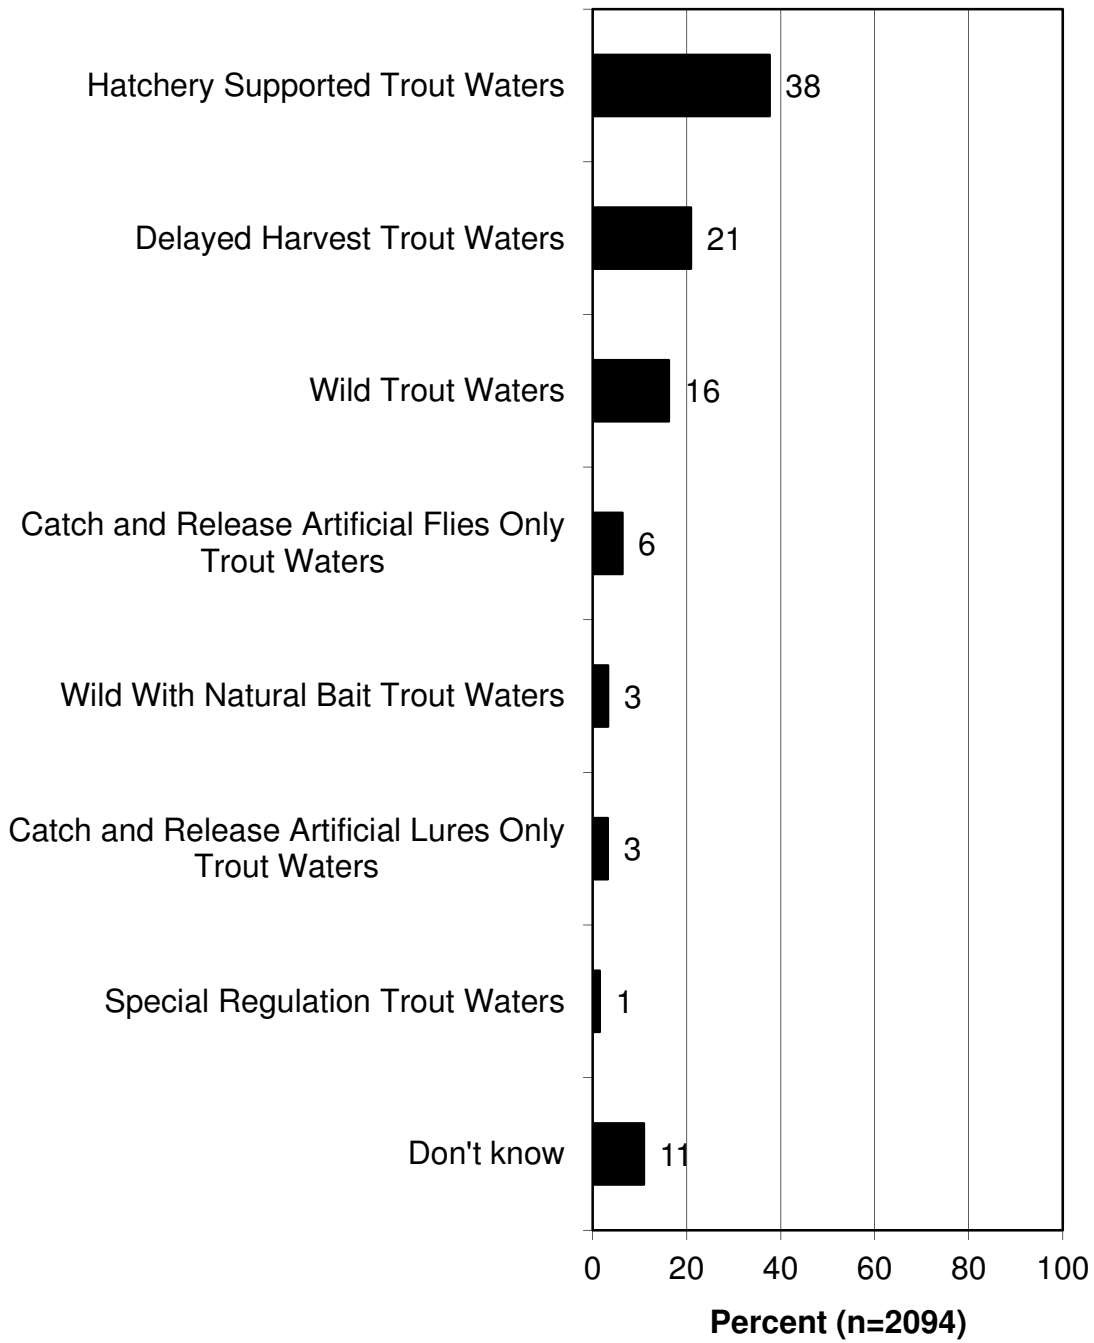 Hatchery Supported Trout Waters 38
Delayed Harvest Trout Waters 21
Wild Trout Waters 16
Catch and Release Artificial Flies Only
Trout Waters
6
Wild With Natural Bait Trout Waters 3
Catch and Release Artificial Lures Only
Trout Waters
3
Special Regulation Trout Waters 1
Don't know 11
0 20 40 60 80 100
Percent (n=2094)